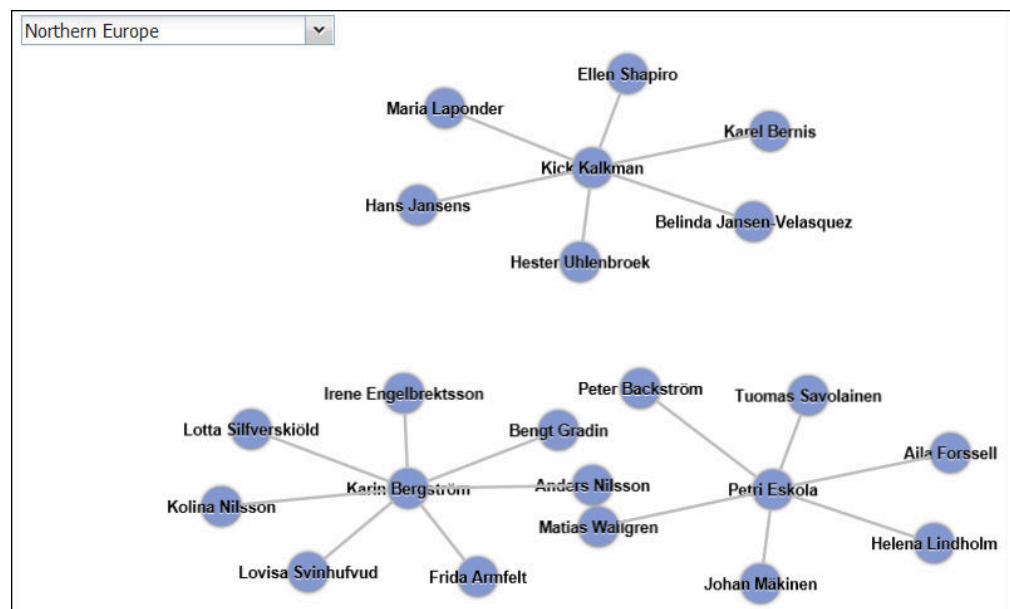 Northern Europe
Ellen Shapiro
Maria Laponder
Karel Bernis
Kick Kalkman
Hans Jansens
Belinda Jansen-Velasquez
Hester Uhlenbroek
Irene Engelbrektsson
Peter Backström
Tuomas Savolainen
Lotta Silfverskiöld
Bengt Gradin
Aila Forssell
Karin Bergström
Anders Nilsson
Petri Eskola
Kolina Nilsson
Matias Wahlgren
Helena Lindholm
Lovisa Svinhufvud
Frida Armfelt
Johan Mäkinen